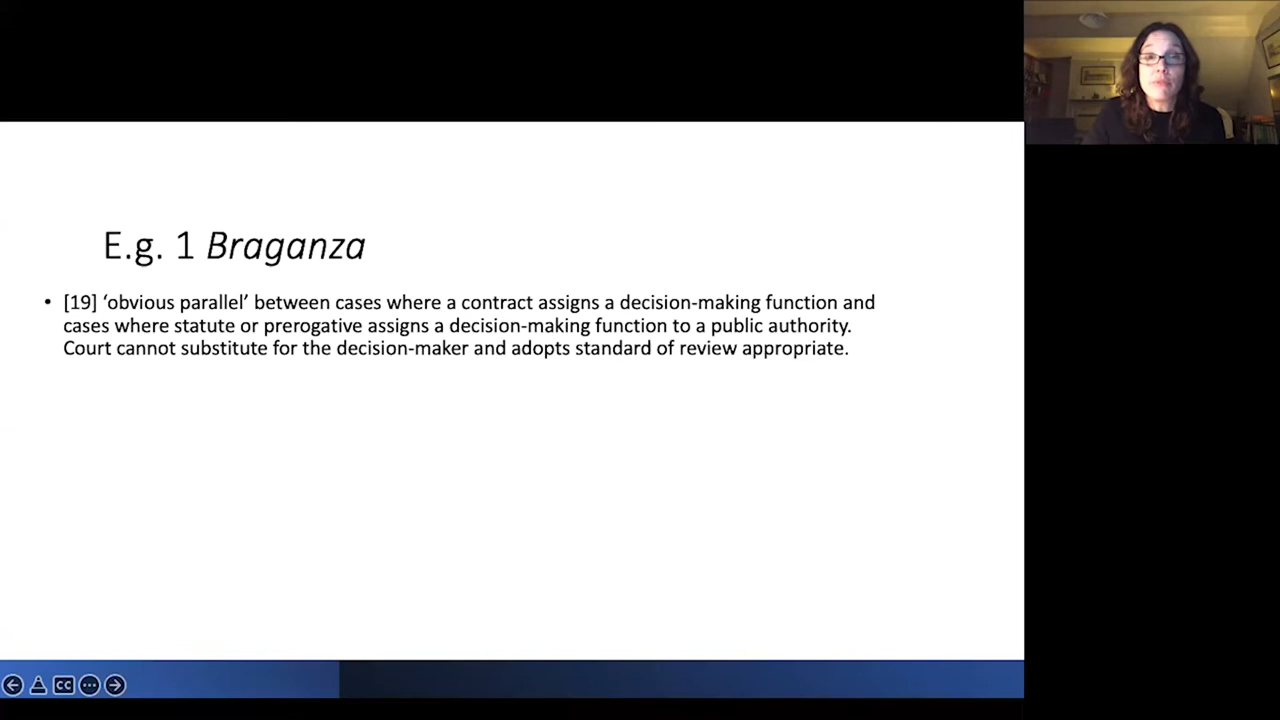 E.g. 1 Braganza
• [19] ‘obvious parallel’ between cases where a contract assigns a decision-making function and
cases where statute or prerogative assigns a decision-making function to a public authority.
Court cannot substitute for the decision-maker and adopts standard of review appropriate.
CC